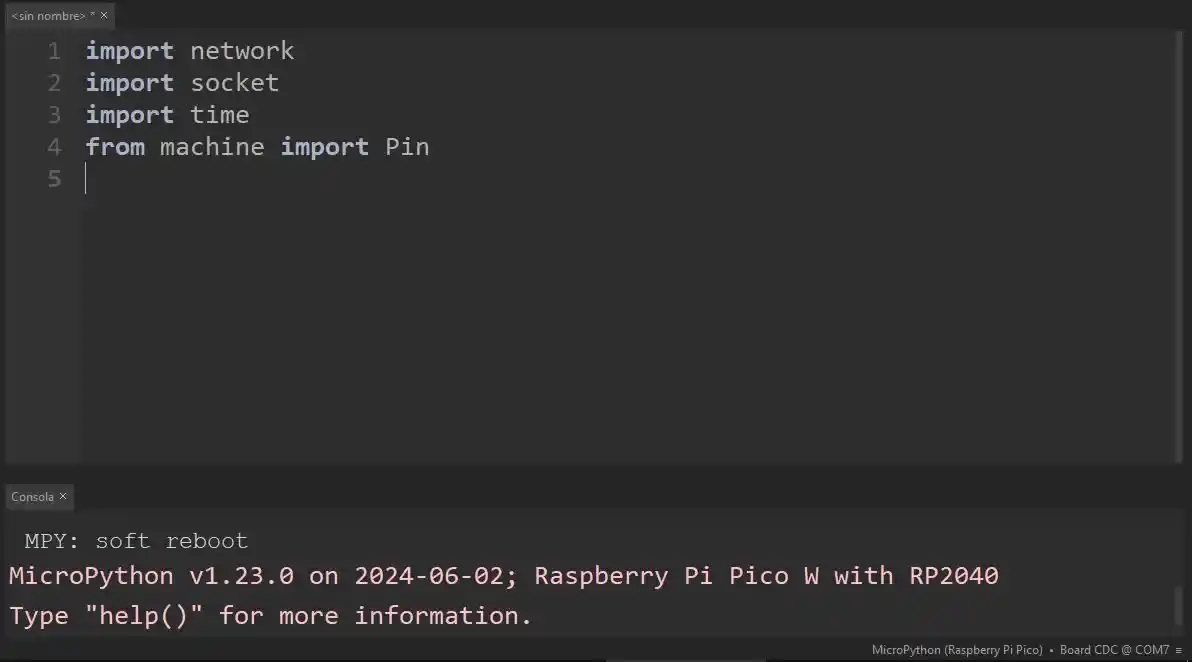 <sin nombre> * ×
1 import network
2 import socket
3 import time
4 from machine import Pin
5
Consola ×
MPY: soft reboot
MicroPython v1.23.0 on 2024-06-02; Raspberry Pi Pico W with RP2040
Type "help()" for more information.
MicroPython (Raspberry Pi Pico) • Board CDC @ COM7 ≡